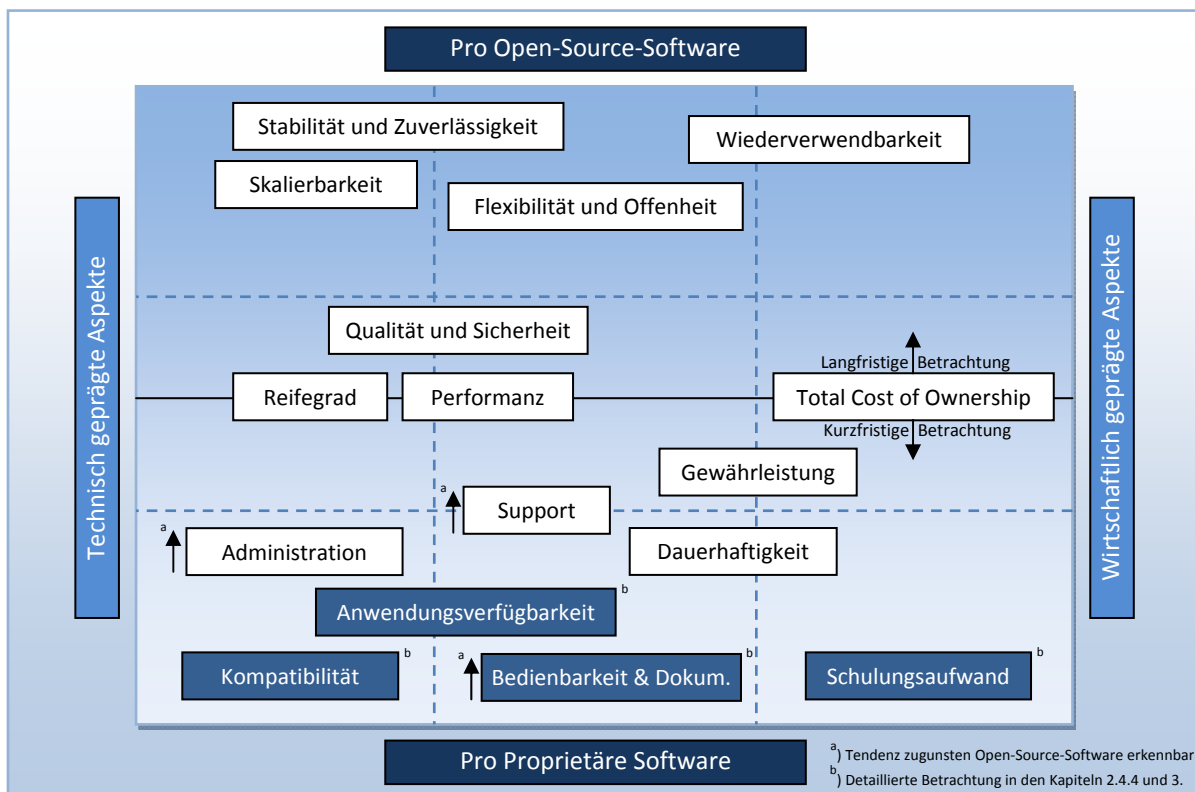 Pro Open-Source-Software
Stabilität und Zuverlässigkeit
Wiederverwendbarkeit
Skalierbarkeit
Flexibilität und Offenheit
Technisch geprägte Aspekte
Wirtschaftlich geprägte Aspekte
Qualität und Sicherheit
Langfristige Betrachtung
Reifegrad
Performanz
Total Cost of Ownership
Kurzfristige Betrachtung
Gewährleistung
a
Support
a
Administration
Dauerhaftigkeit
Anwendungsverfügbarkeit b
Kompatibilität b
a
Bedienbarkeit & Dokum. b
Schulungsaufwand b
Pro Proprietäre Software
a) Tendenz zugunsten Open-Source-Software erkennbar
b) Detaillierte Betrachtung in den Kapiteln 2.4.4 und 3.